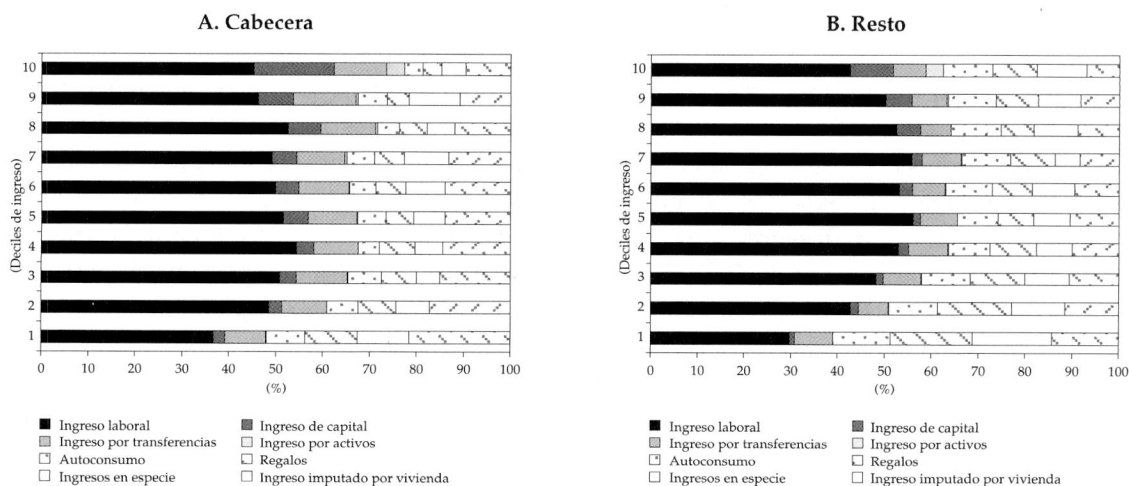 A. Cabecera
(Deciles de ingreso)
10
9
8
7
6
5
4
3
2
1
0 10 20 30 40 50 60 70 80 90 100
(%)
Ingreso laboral
Ingreso de capital
Ingreso por transferencias
Ingreso por activos
Autoconsumo
Regalos
Ingresos en especie
Ingreso imputado por vivienda
B. Resto
(Deciles de ingreso)
10
9
8
7
6
5
4
3
2
1
0 10 20 30 40 50 60 70 80 90 100
(%)
Ingreso laboral
Ingreso de capital
Ingreso por transferencias
Ingreso por activos
Autoconsumo
Regalos
Ingresos en especie
Ingreso imputado por vivienda